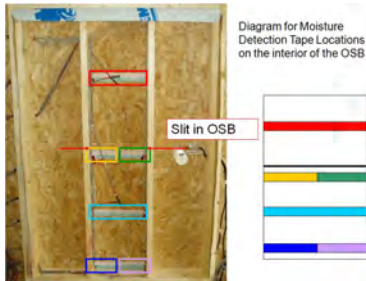 Diagram for Moisture
Detection Tape Locations
on the interior of the OSB
Slit in OSB